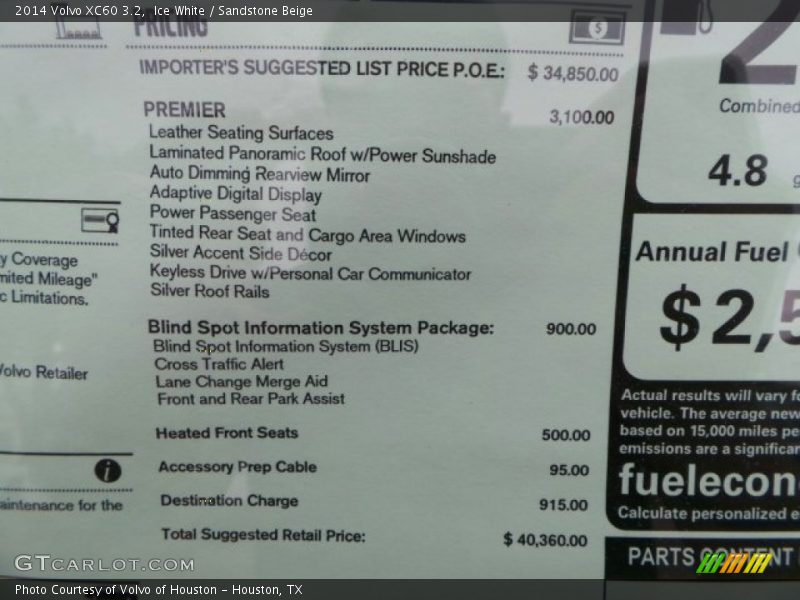 2014 Volvo XC60 3.2, Ice White / Sandstone Beige
PRICING
$
IMPORTER'S SUGGESTED LIST PRICE P.O.E.: $ 34,850.00
PREMIER 3,100.00
Leather Seating Surfaces
Laminated Panoramic Roof w/Power Sunshade
Auto Dimming Rearview Mirror
Adaptive Digital Display
Power Passenger Seat
Tinted Rear Seat and Cargo Area Windows
Silver Accent Side Décor
Keyless Drive w/Personal Car Communicator
Silver Roof Rails
Blind Spot Information System Package: 900.00
Blind Spot Information System (BLIS)
Cross Traffic Alert
Lane Change Merge Aid
Front and Rear Park Assist
Heated Front Seats 500.00
Accessory Prep Cable 95.00
Destination Charge 915.00
Total Suggested Retail Price: $ 40,360.00
y Coverage
mited Mileage"
c Limitations.
Volvo Retailer
i
aintenance for the
2
Combined
4.8 g
Annual Fuel
$2,5
Actual results will vary fo
vehicle. The average new
based on 15,000 miles pe
emissions are a significan
fuelecon
Calculate personalized e
PARTS CONTENT
GTCARLOT.COM
Photo Courtesy of Volvo of Houston - Houston, TX